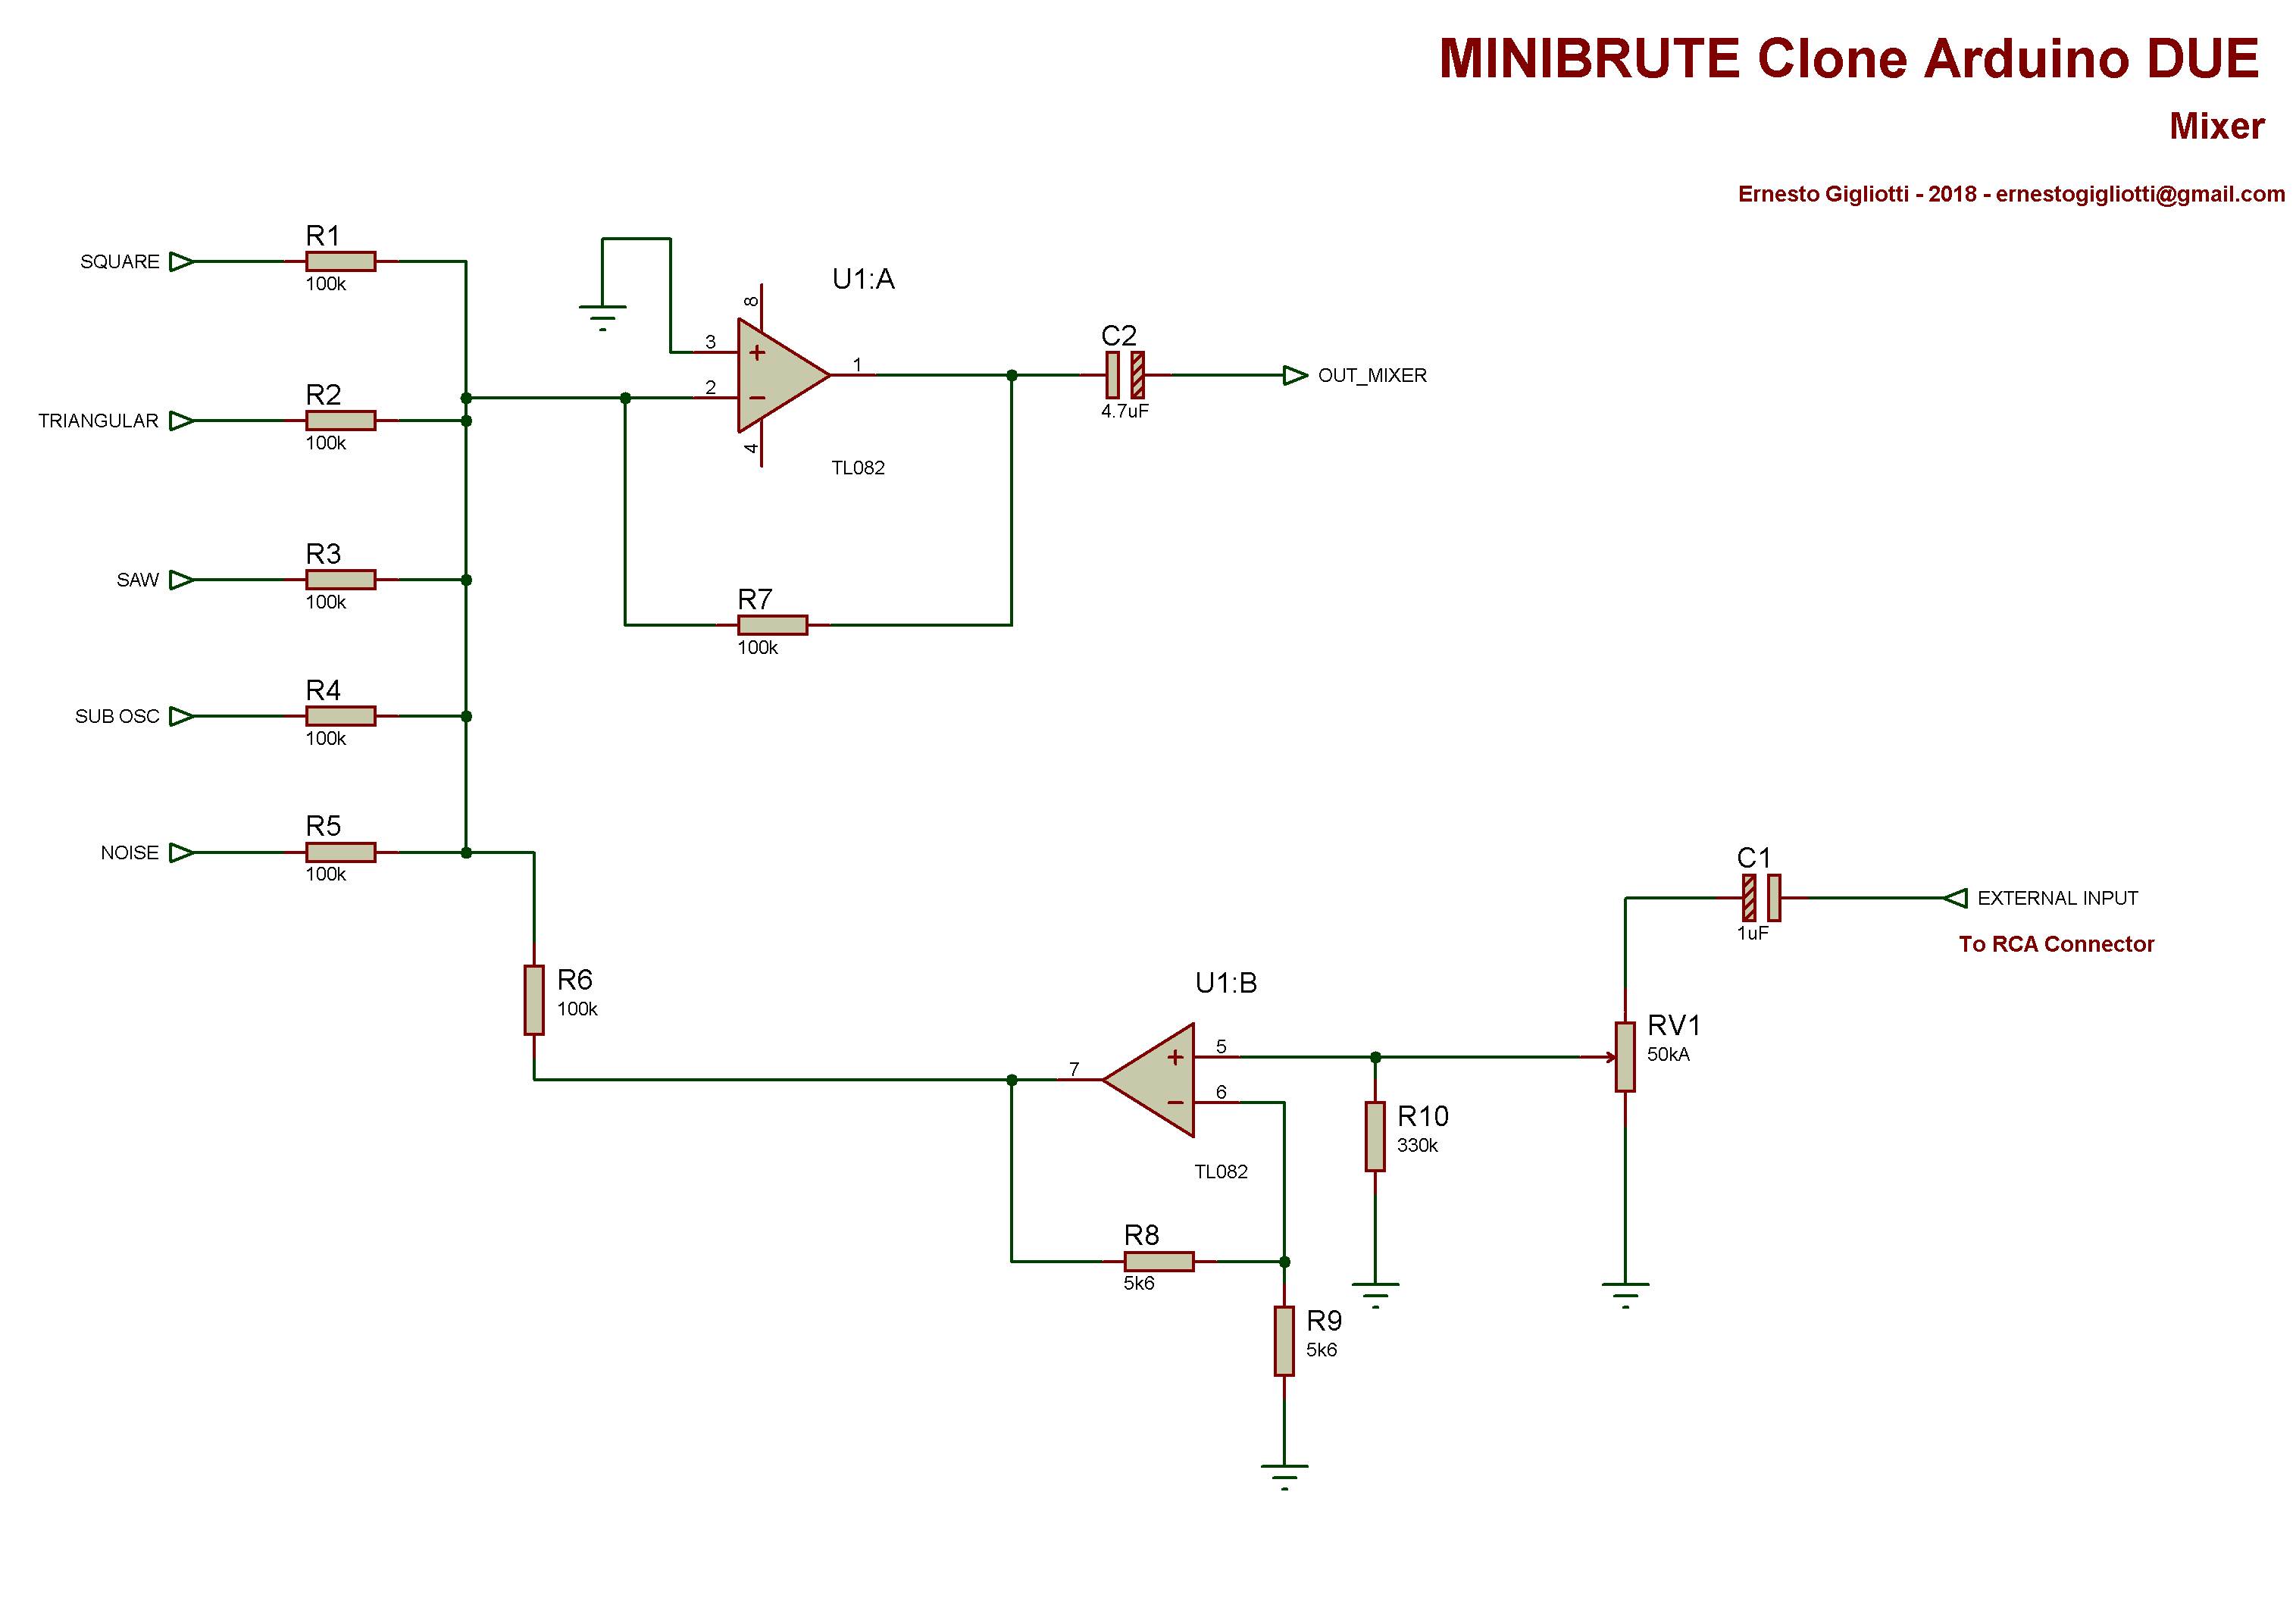 MINIBRUTE Clone Arduino DUE
Mixer
Ernesto Gigliotti - 2018 - ernestogigliotti@gmail.com
R1
SQUARE
100k
U1:A
8
3
+
1
2
−
4
TL082
C2
4.7uF
OUT_MIXER
R2
TRIANGULAR
100k
R3
SAW
100k
R7
100k
R4
SUB OSC
100k
R5
NOISE
100k
C1
1uF
EXTERNAL INPUT
To RCA Connector
R6
100k
U1:B
5
+
7
6
−
TL082
RV1
50kA
R10
330k
R8
5k6
R9
5k6